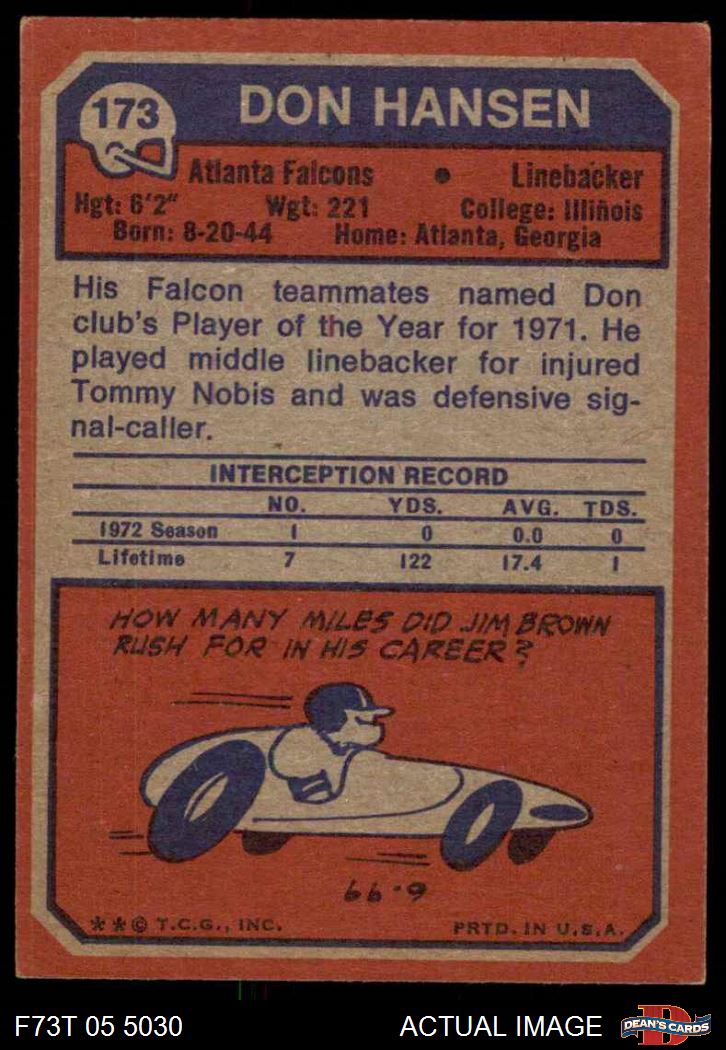 173
DON HANSEN
Atlanta Falcons • Linebacker
Hgt: 6'2" Wgt: 221 College: Illinois
Born: 8-20-44 Home: Atlanta, Georgia
His Falcon teammates named Don
club's Player of the Year for 1971. He
played middle linebacker for injured
Tommy Nobis and was defensive sig-
nal-caller.
INTERCEPTION RECORD
NO. YDS. AVG. TDS.
1972 Season 1 0 0.0 0
Lifetime 7 122 17.4 1
HOW MANY MILES DID JIM BROWN
RUSH FOR IN HIS CAREER?
66.9
**© T.C.G., INC. PRTD. IN U.S.A.
F73T 05 5030 ACTUAL IMAGE D DEAN'S CARDS